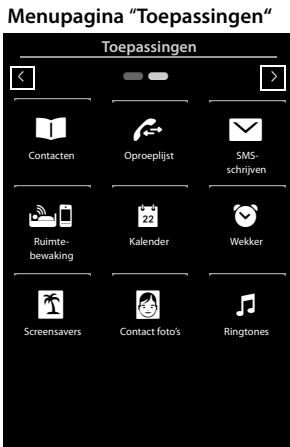 Menupagina “Toepassingen“
Toepassingen
Contacten
Oproeplijst
SMS-
schrijven
Ruimte-
bewaking
22
Kalender
Wekker
Screensavers
Contact foto’s
Ringtones